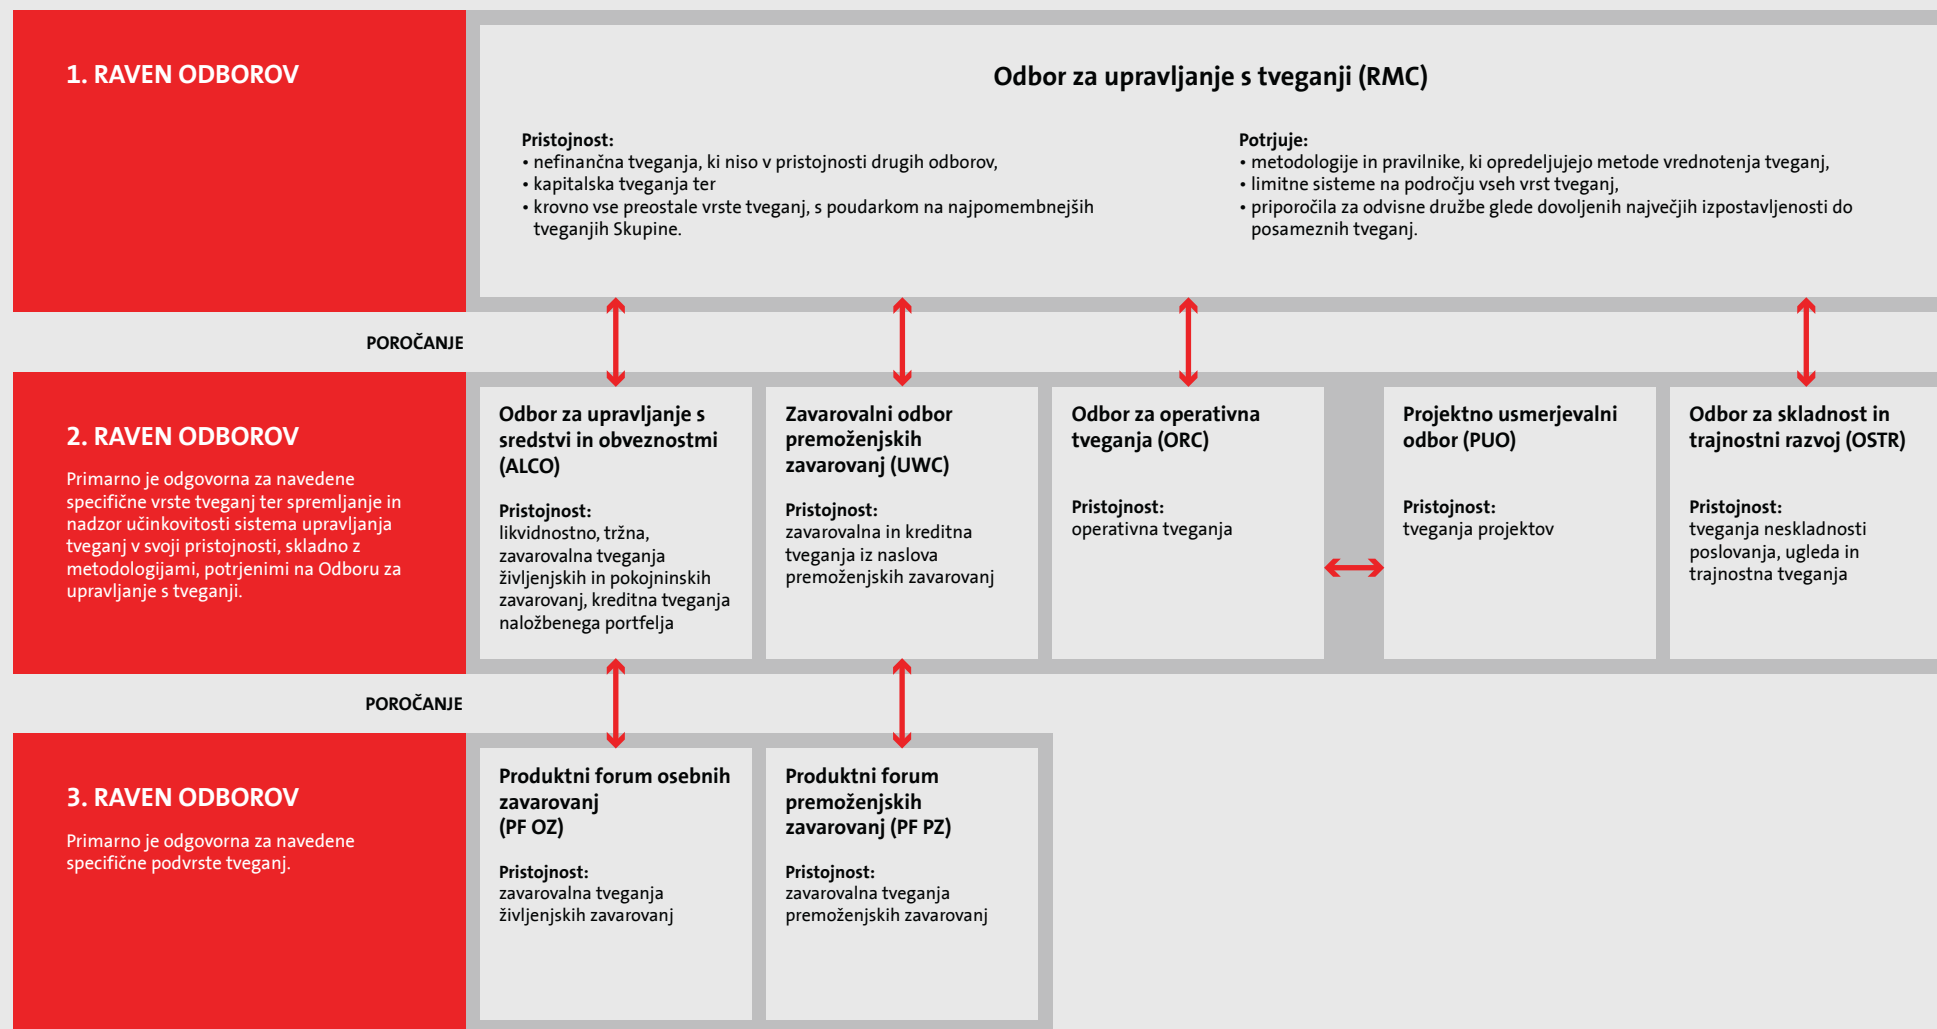 1. RAVEN ODBOROV
Odbor za upravljanje s tveganji (RMC)
Pristojnost:
• nefinančna tveganja, ki niso v pristojnosti drugih odborov,
• kapitalska tveganja ter
• krovno vse preostale vrste tveganj, s poudarkom na najpomembnejših
tveganjih Skupine.
Potrjuje:
• metodologije in pravilnike, ki opredeljujejo metode vrednotenja tveganj,
• limitne sisteme na področju vseh vrst tveganj,
• priporočila za odvisne družbe glede dovoljenih največjih izpostavljenosti do
posameznih tveganj.
POROČANJE
2. RAVEN ODBOROV
Primarno je odgovorna za navedene
specifične vrste tveganj ter spremljanje in
nadzor učinkovitosti sistema upravljanja
tveganj v svoji pristojnosti, skladno z
metodologijami, potrjenimi na Odboru za
upravljanje s tveganji.
Odbor za upravljanje s
sredstvi in obveznostmi
(ALCO)
Pristojnost:
likvidnostno, tržna,
zavarovalna tveganja
življenjskih in pokojninskih
zavarovanj, kreditna tveganja
naložbenega portfelja
Zavarovalni odbor
premoženjskih
zavarovanj (UWC)
Pristojnost:
zavarovalna in kreditna
tveganja iz naslova
premoženjskih zavarovanj
Odbor za operativna
tveganja (ORC)
Pristojnost:
operativna tveganja
Projektno usmerjevalni
odbor (PUO)
Pristojnost:
tveganja projektov
Odbor za skladnost in
trajnostni razvoj (OSTR)
Pristojnost:
tveganja neskladnosti
poslovanja, ugleda in
trajnostna tveganja
POROČANJE
3. RAVEN ODBOROV
Primarno je odgovorna za navedene
specifične podvrste tveganj.
Produktni forum osebnih
zavarovanj
(PF OZ)
Pristojnost:
zavarovalna tveganja
življenjskih zavarovanj
Produktni forum
premoženjskih
zavarovanj (PF PZ)
Pristojnost:
zavarovalna tveganja
premoženjskih zavarovanj